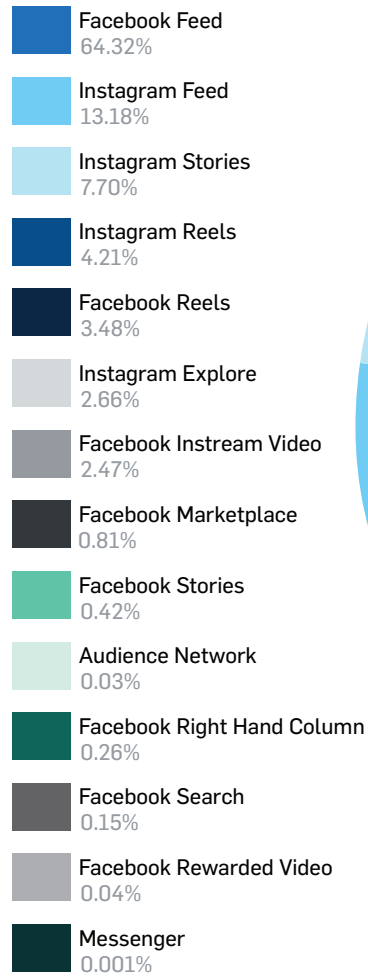 Facebook Feed
64.32%
Instagram Feed
13.18%
Instagram Stories
7.70%
Instagram Reels
4.21%
Facebook Reels
3.48%
Instagram Explore
2.66%
Facebook Instream Video
2.47%
Facebook Marketplace
0.81%
Facebook Stories
0.42%
Audience Network
0.03%
Facebook Right Hand Column
0.26%
Facebook Search
0.15%
Facebook Rewarded Video
0.04%
Messenger
0.001%